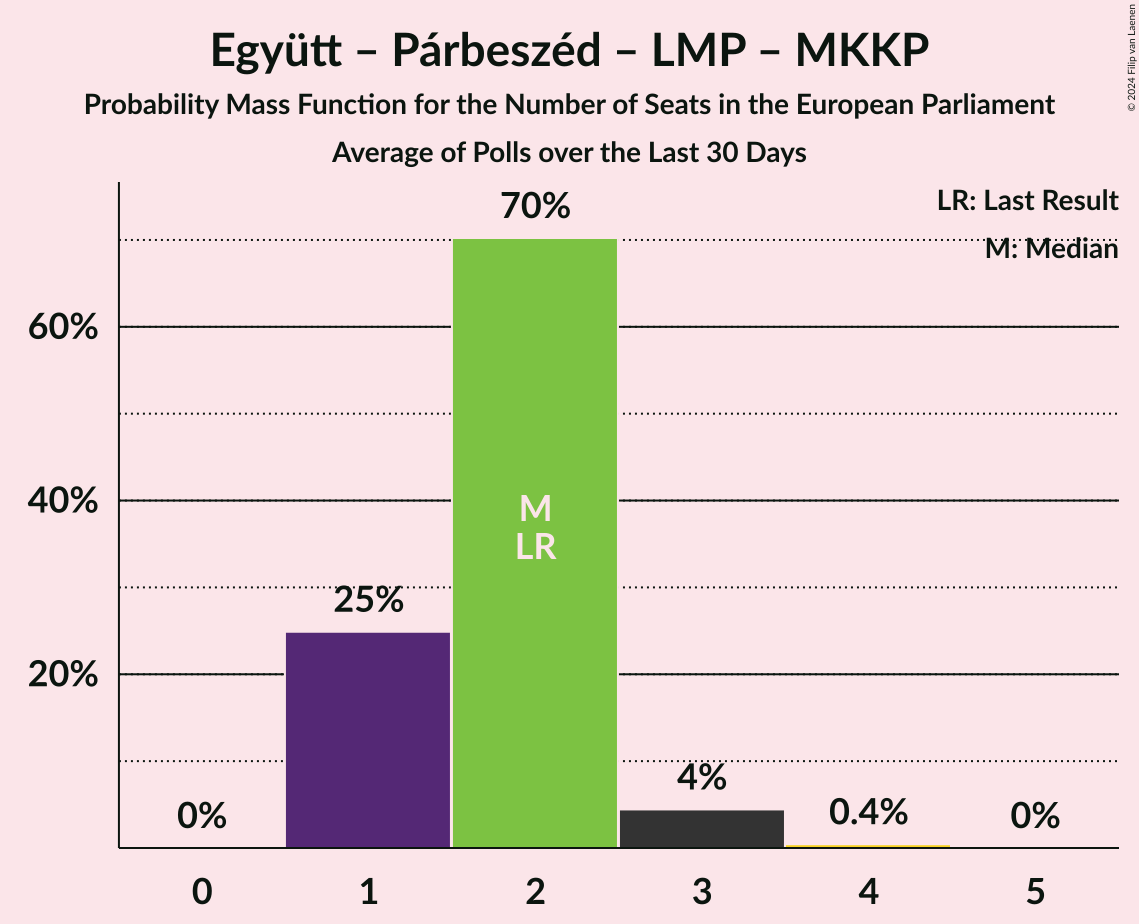 Együtt – Párbeszéd – LMP – MKKP
Probability Mass Function for the Number of Seats in the European Parliament
Average of Polls over the Last 30 Days
© 2024 Filip van Laenen
LR: Last Result
M: Median
70%
60%
40%
20%
M
LR
25%
0%
4%
0.4%
0%
0
1
2
3
4
5